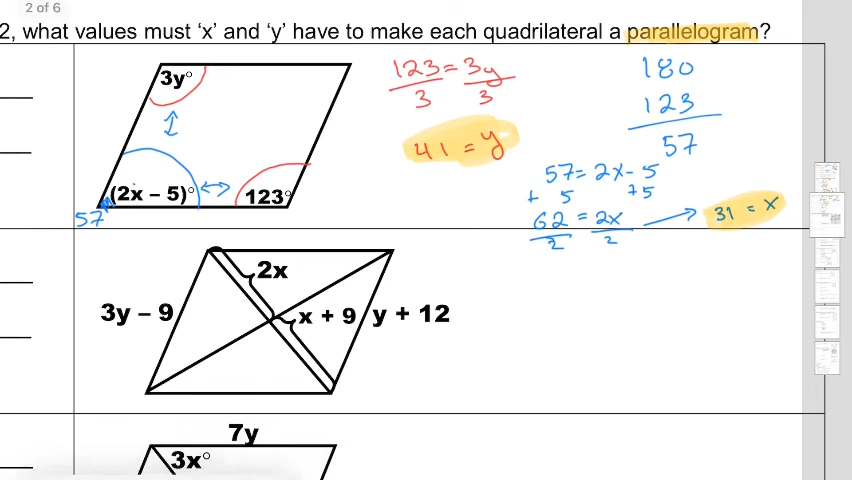 2 of 6
2, what values must ‘x’ and ‘y’ have to make each quadrilateral a parallelogram?
3y°
123 = 3y
3 3
41 = y
180
123
57
(2x – 5)°
123°
57°
57 = 2x - 5
+ 5 +5
62 = 2x
2 2
31 = x
2x
3y – 9
x + 9
y + 12
7y
3x°